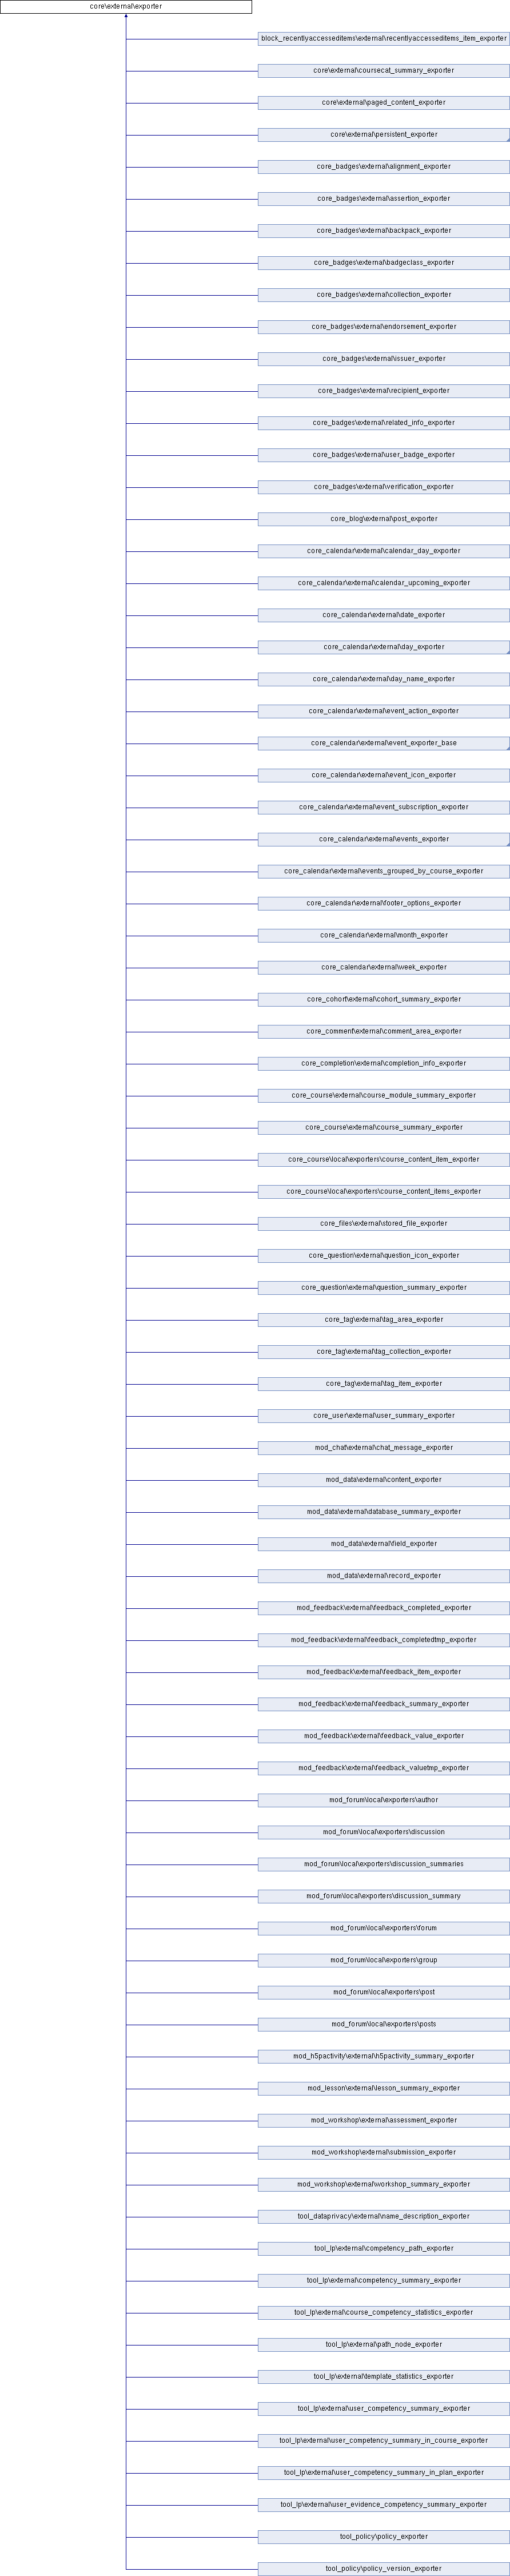 core\external\exporter
block_recentlyaccesseditems\external\recentlyaccesseditems_item_exporter
core\external\coursecat_summary_exporter
core\external\paged_content_exporter
core\external\persistent_exporter
core_badges\external\alignment_exporter
core_badges\external\assertion_exporter
core_badges\external\backpack_exporter
core_badges\external\badgeclass_exporter
core_badges\external\collection_exporter
core_badges\external\endorsement_exporter
core_badges\external\issuer_exporter
core_badges\external\recipient_exporter
core_badges\external\related_info_exporter
core_badges\external\user_badge_exporter
core_badges\external\verification_exporter
core_blog\external\post_exporter
core_calendar\external\calendar_day_exporter
core_calendar\external\calendar_upcoming_exporter
core_calendar\external\date_exporter
core_calendar\external\day_exporter
core_calendar\external\day_name_exporter
core_calendar\external\event_action_exporter
core_calendar\external\event_exporter_base
core_calendar\external\event_icon_exporter
core_calendar\external\event_subscription_exporter
core_calendar\external\events_exporter
core_calendar\external\events_grouped_by_course_exporter
core_calendar\external\footer_options_exporter
core_calendar\external\month_exporter
core_calendar\external\week_exporter
core_cohort\external\cohort_summary_exporter
core_comment\external\comment_area_exporter
core_completion\external\completion_info_exporter
core_course\external\course_module_summary_exporter
core_course\external\course_summary_exporter
core_course\local\exporters\course_content_item_exporter
core_course\local\exporters\course_content_items_exporter
core_files\external\stored_file_exporter
core_question\external\question_icon_exporter
core_question\external\question_summary_exporter
core_tag\external\tag_area_exporter
core_tag\external\tag_collection_exporter
core_tag\external\tag_item_exporter
core_user\external\user_summary_exporter
mod_chat\external\chat_message_exporter
mod_data\external\content_exporter
mod_data\external\database_summary_exporter
mod_data\external\field_exporter
mod_data\external\record_exporter
mod_feedback\external\feedback_completed_exporter
mod_feedback\external\feedback_completedtmp_exporter
mod_feedback\external\feedback_item_exporter
mod_feedback\external\feedback_summary_exporter
mod_feedback\external\feedback_value_exporter
mod_feedback\external\feedback_valuetmp_exporter
mod_forum\local\exporters\author
mod_forum\local\exporters\discussion
mod_forum\local\exporters\discussion_summaries
mod_forum\local\exporters\discussion_summary
mod_forum\local\exporters\forum
mod_forum\local\exporters\group
mod_forum\local\exporters\post
mod_forum\local\exporters\posts
mod_h5pactivity\external\h5pactivity_summary_exporter
mod_lesson\external\lesson_summary_exporter
mod_workshop\external\assessment_exporter
mod_workshop\external\submission_exporter
mod_workshop\external\workshop_summary_exporter
tool_dataprivacy\external\name_description_exporter
tool_lp\external\competency_path_exporter
tool_lp\external\competency_summary_exporter
tool_lp\external\course_competency_statistics_exporter
tool_lp\external\path_node_exporter
tool_lp\external\template_statistics_exporter
tool_lp\external\user_competency_summary_exporter
tool_lp\external\user_competency_summary_in_course_exporter
tool_lp\external\user_competency_summary_in_plan_exporter
tool_lp\external\user_evidence_competency_summary_exporter
tool_policy\policy_exporter
tool_policy\policy_version_exporter